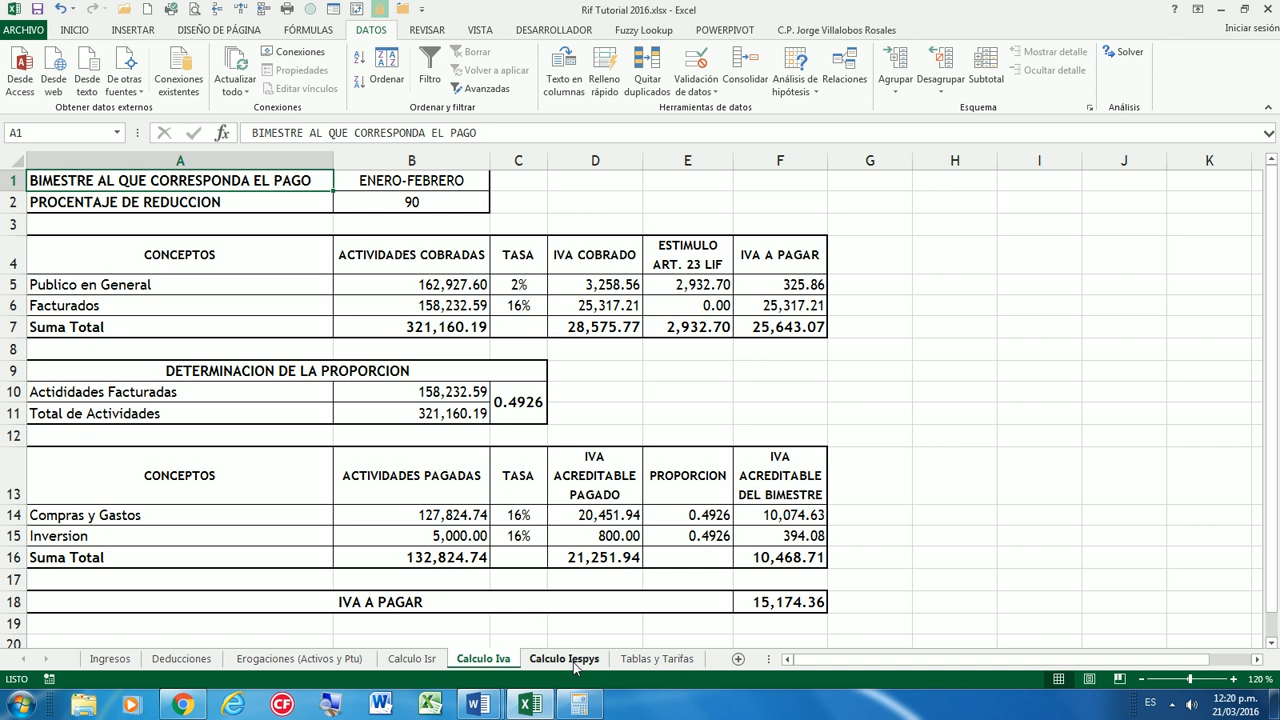 Rif Tutorial 2016.xlsx - Excel
ARCHIVO INICIO INSERTAR DISEÑO DE PÁGINA FÓRMULAS DATOS REVISAR VISTA DESARROLLADOR Fuzzy Lookup POWERPIVOT C.P. Jorge Villalobos Rosales Iniciar sesión
Desde Access Desde web Desde texto De otras fuentes Conexiones existentes Actualizar todo Conexiones Propiedades Editar vínculos Ordenar Filtro Borrar Volver a aplicar Avanzadas Texto en columnas Relleno rápido Quitar duplicados Validación de datos Consolidar Análisis de hipótesis Relaciones Agrupar Desagrupar Subtotal Mostrar detalle Ocultar detalle Solver
Obtener datos externos Conexiones Ordenar y filtrar Herramientas de datos Esquema Análisis
A1 fx BIMESTRE AL QUE CORRESPONDA EL PAGO
A B C D E F G H I J K
1 BIMESTRE AL QUE CORRESPONDA EL PAGO ENERO-FEBRERO
2 PROCENTAJE DE REDUCCION 90
3
4 CONCEPTOS ACTIVIDADES COBRADAS TASA IVA COBRADO ESTIMULO ART. 23 LIF IVA A PAGAR
5 Publico en General 162,927.60 2% 3,258.56 2,932.70 325.86
6 Facturados 158,232.59 16% 25,317.21 0.00 25,317.21
7 Suma Total 321,160.19 28,575.77 2,932.70 25,643.07
8
9 DETERMINACION DE LA PROPORCION
10 Actididades Facturadas 158,232.59 0.4926
11 Total de Actividades 321,160.19
12
13 CONCEPTOS ACTIVIDADES PAGADAS TASA IVA ACREDITABLE PAGADO PROPORCION IVA ACREDITABLE DEL BIMESTRE
14 Compras y Gastos 127,824.74 16% 20,451.94 0.4926 10,074.63
15 Inversion 5,000.00 16% 800.00 0.4926 394.08
16 Suma Total 132,824.74 21,251.94 10,468.71
17
18 IVA A PAGAR 15,174.36
19
20
Ingresos Deducciones Erogaciones (Activos y Ptu) Calculo Isr Calculo Iva Calculo Iespys Tablas y Tarifas
LISTO 120 %
ES 12:20 p.m.
21/03/2016